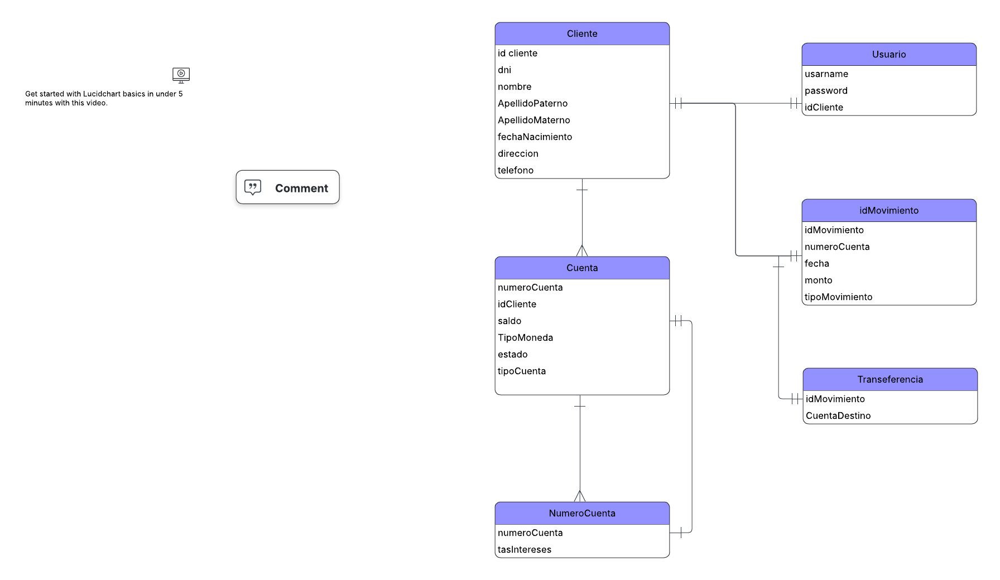 Get started with Lucidchart basics in under 5
minutes with this video.
Comment
Cliente
id cliente
dni
nombre
ApellidoPaterno
ApellidoMaterno
fechaNacimiento
direccion
telefono
Cuenta
numeroCuenta
idCliente
saldo
TipoMoneda
estado
tipoCuenta
NumeroCuenta
numeroCuenta
tasIntereses
Usuario
usarname
password
idCliente
idMovimiento
idMovimiento
numeroCuenta
fecha
monto
tipoMovimiento
Transeferencia
idMovimiento
CuentaDestino